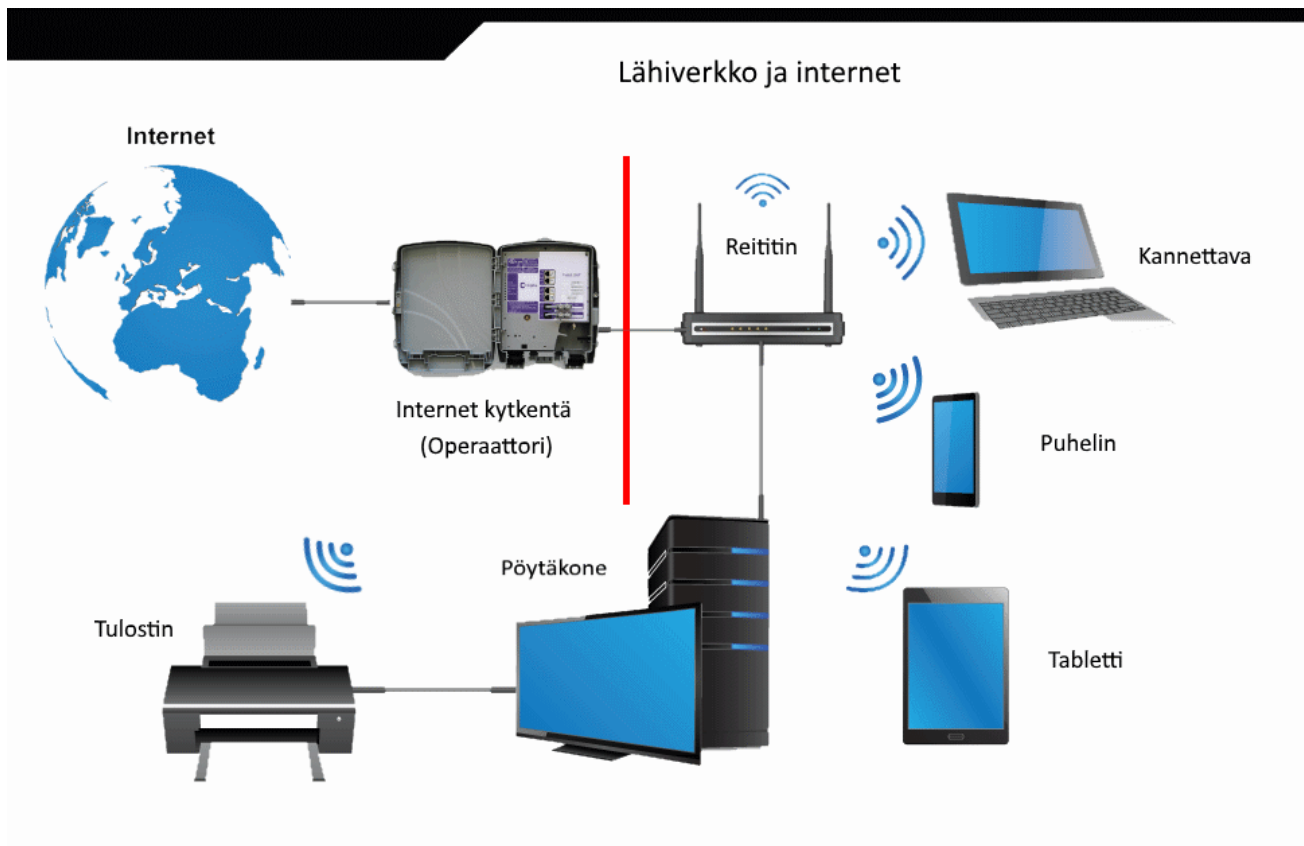 Lähiverkko ja internet
Internet
Reititin
Kannettava
Internet kytkentä
(Operaattori)
Puhelin
Pöytäkone
Tulostin
Tabletti